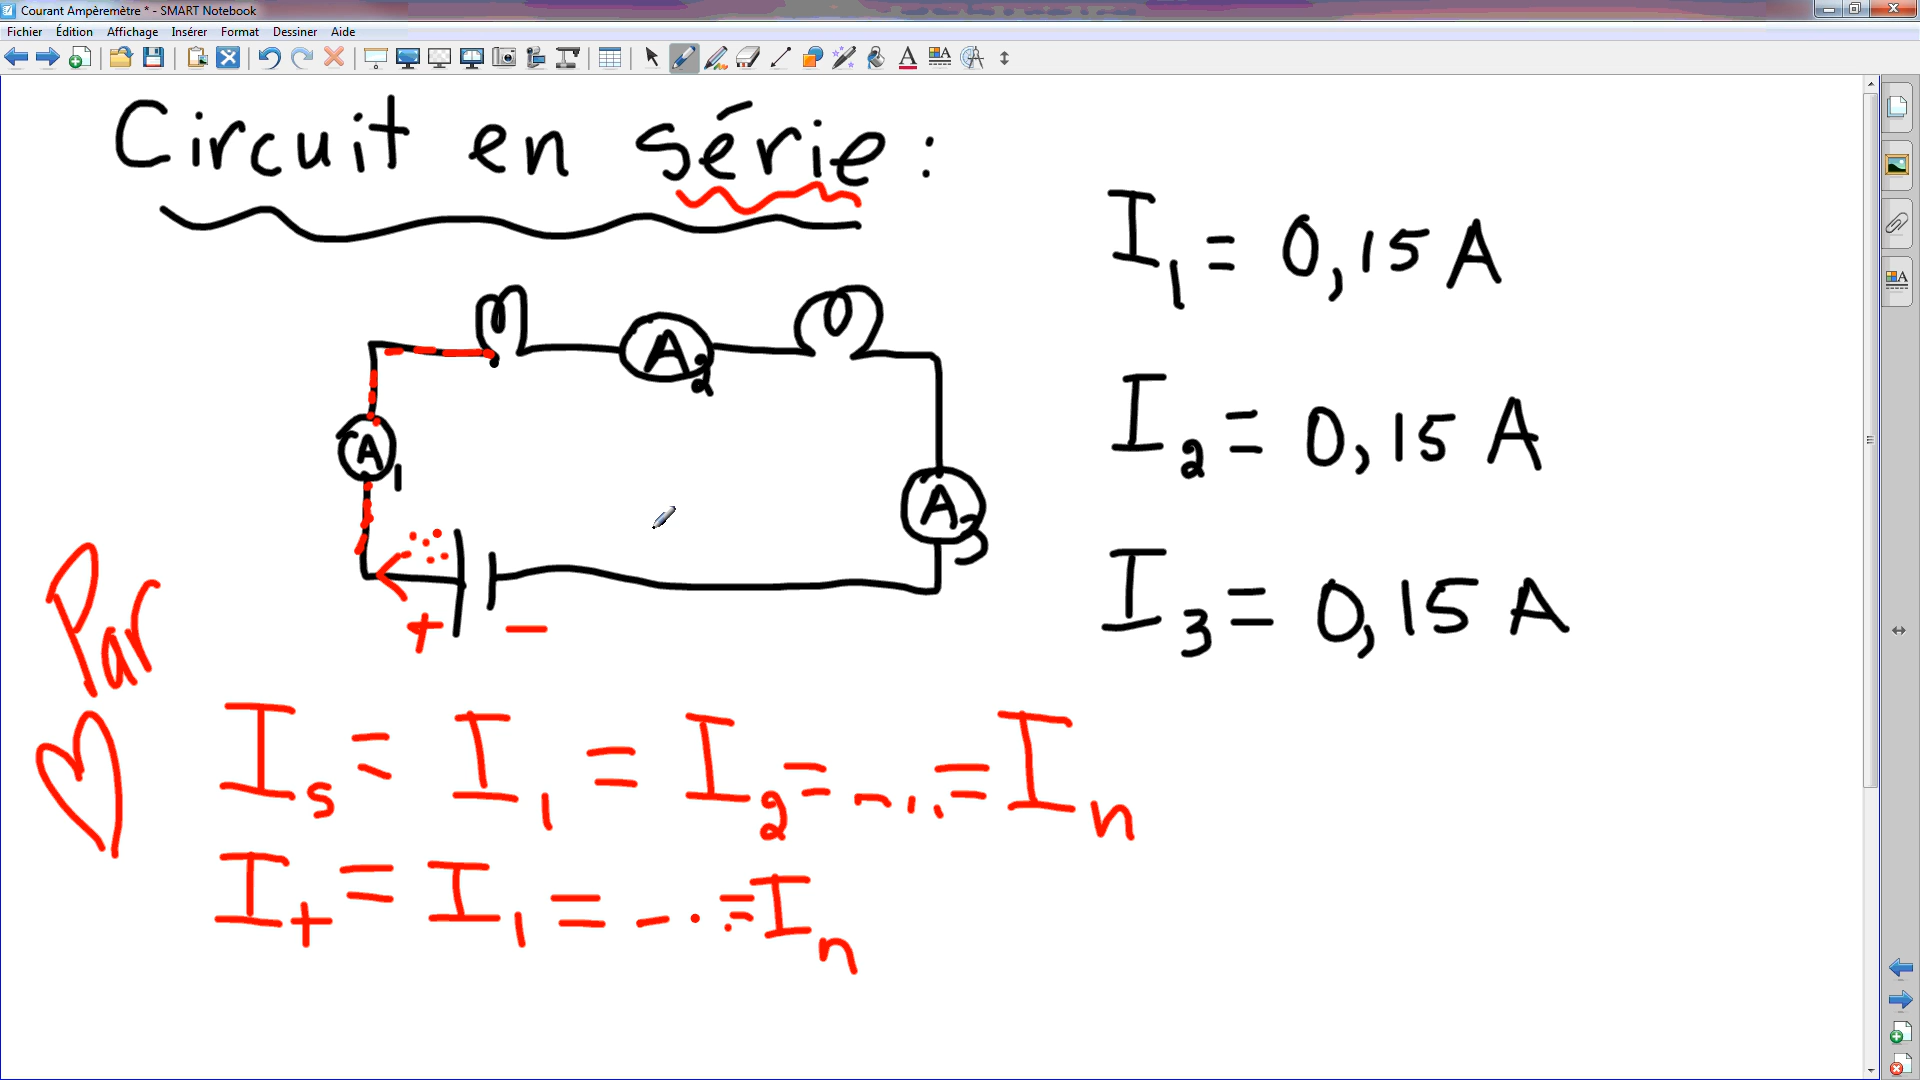 Courant Ampèremètre * - SMART Notebook
Fichier Édition Affichage Insérer Format Dessiner Aide
Circuit en série :
I1 = 0,15 A
I2 = 0,15 A
I3 = 0,15 A
A2
A1
A3
+ −
Par
Is = I1 = I2 = ... = In
It = I1 = ... = In